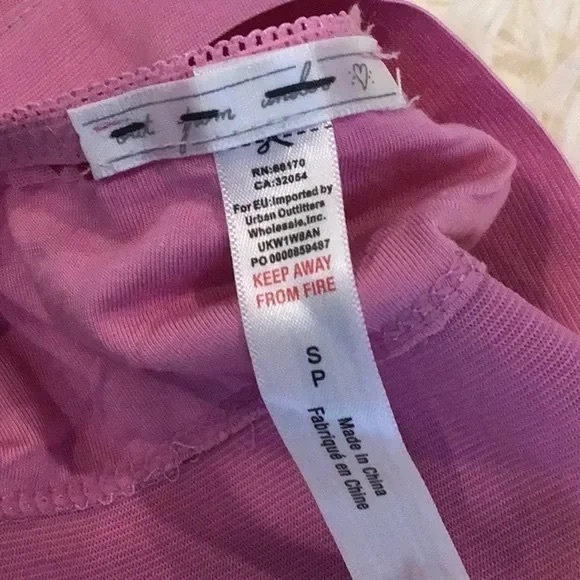 out from under
RN:66170
CA:32054
For EU:Imported by
Urban Outfitters
Wholesale,Inc.
UKW1W8AN
PO 0000859487
KEEP AWAY
FROM FIRE
S
P
Made in China
Fabriqué en Chine